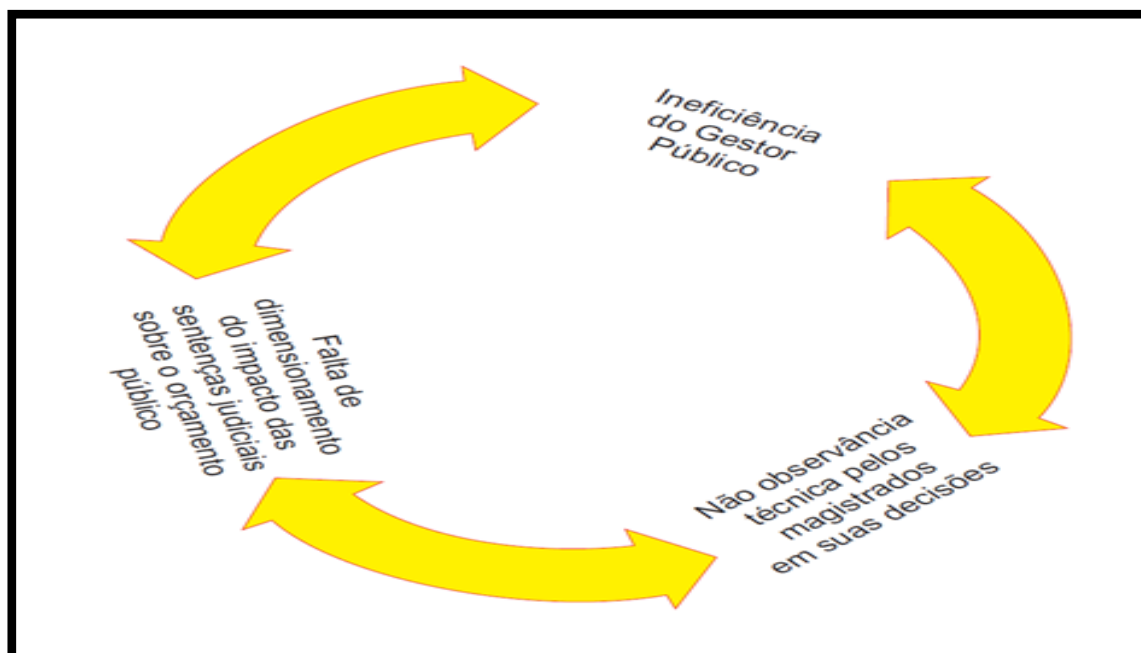 Ineficiência
do Gestor
Público
Não observância
técnica pelos
magistrados
em suas decisões
Falta de
dimensionamento
do impacto das
sentenças judiciais
sobre o orçamento
público